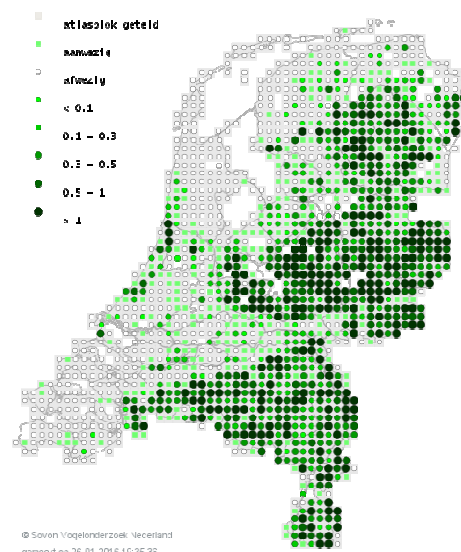 atlasblok geteld
aanwezig
afwezig
< 0.1
0.1 – 0.3
0.3 – 0.5
0.5 – 1
> 1
© Sovon Vogelonderzoek Nederland